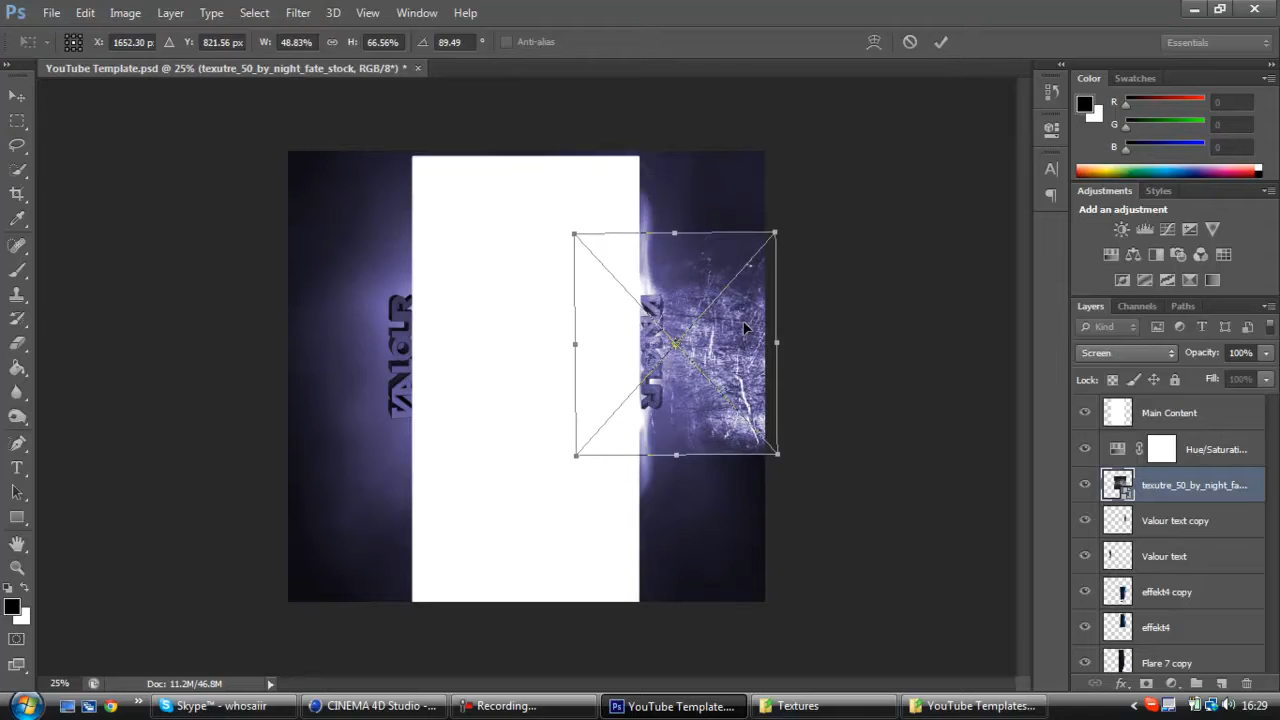 Ps File Edit Image Layer Type Select Filter 3D View Window Help
X: 1652.30 p Y: 821.56 px W: 48.83% H: 66.56% 89.49 ° Anti-alias Essentials
YouTube Template.psd @ 25% (texutre_50_by_night_fate_stock, RGB/8*) * ×
Color Swatches
R 0
G 0
B 0
Adjustments Styles
Add an adjustment
VALOUR VALOUR
Layers Channels Paths
Kind
Screen Opacity: 100%
Lock: Fill: 100%
Main Content
Hue/Saturati...
texutre_50_by_night_fa...
Valour text copy
Valour text
effekt4 copy
effekt4
Flare 7 copy
25% Doc: 11.2M/46.8M
Skype™ - whosaiir CINEMA 4D Studio - ... Recording... YouTube Template.... Textures YouTube Templates... 16:29